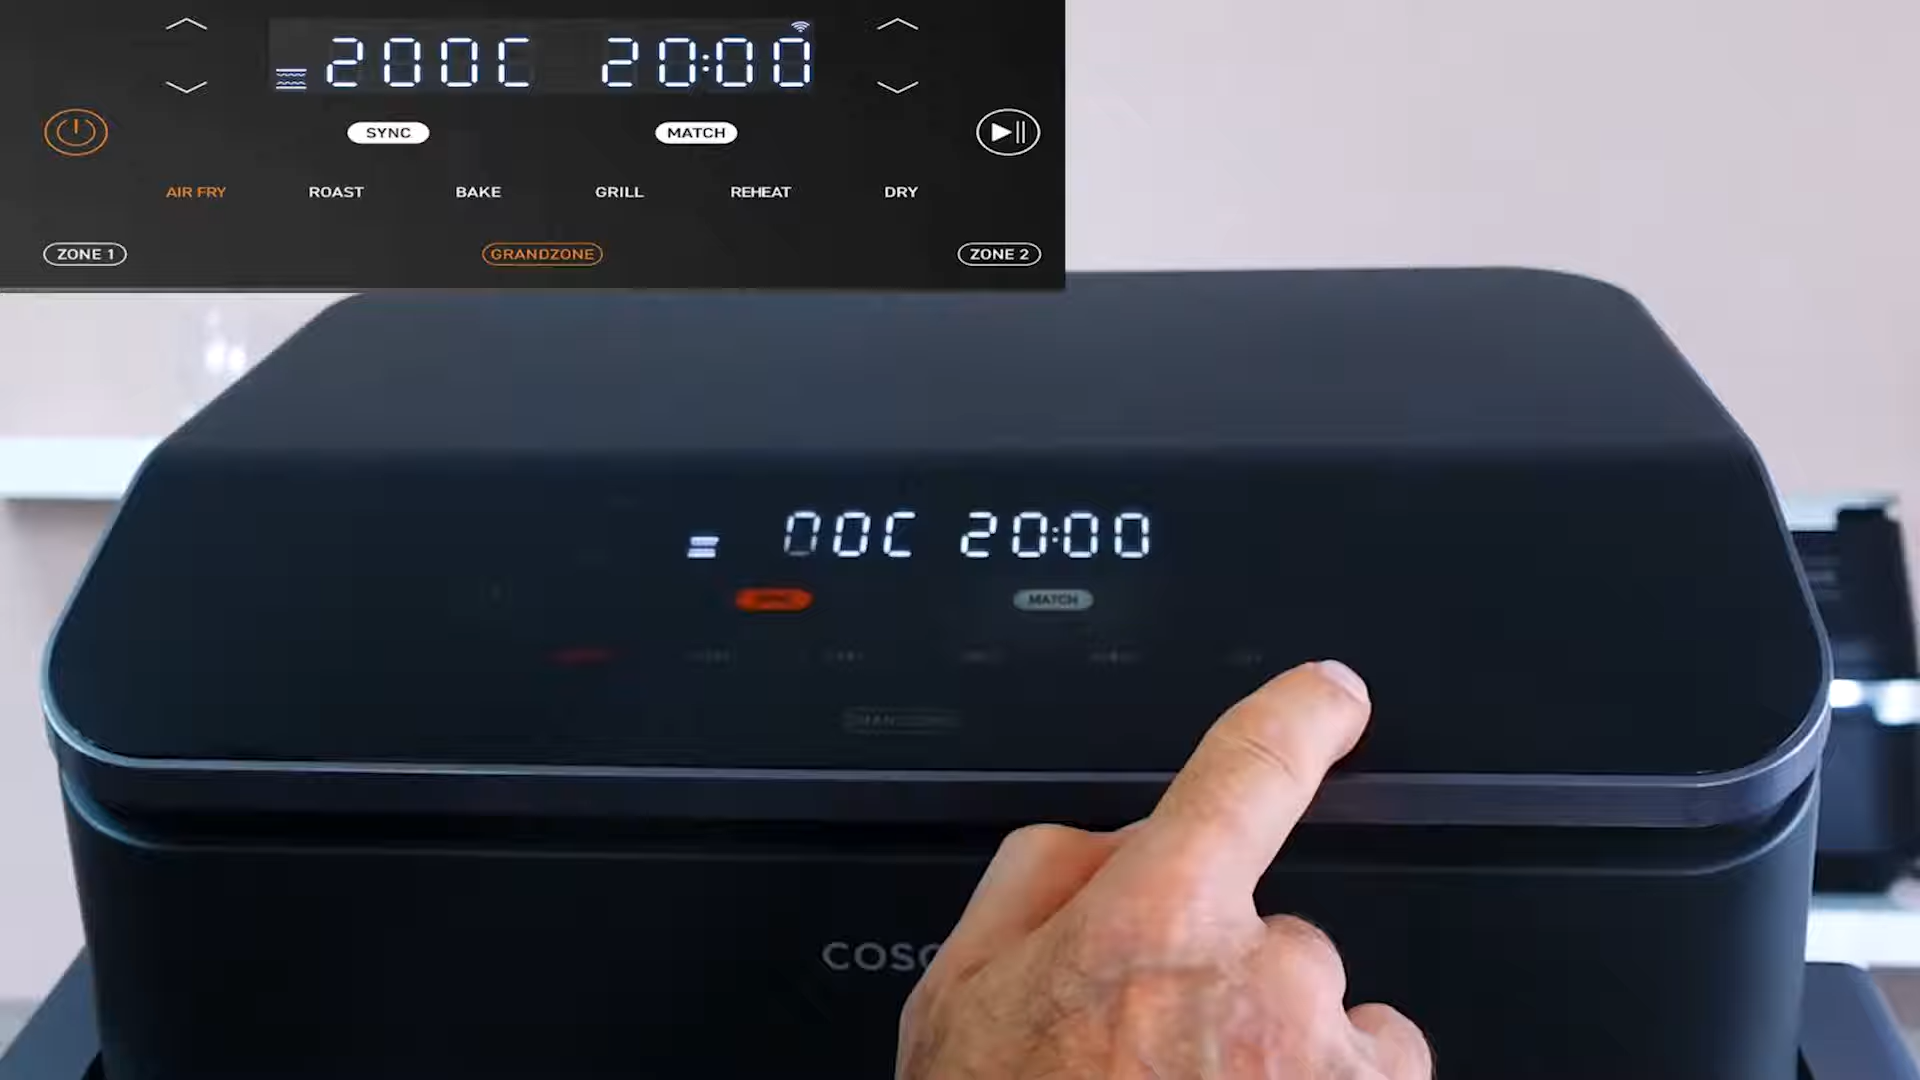 200C 20:00
SYNC MATCH
AIR FRY ROAST BAKE GRILL REHEAT DRY
ZONE 1 GRANDZONE ZONE 2
00C 20:00
MATCH
COSO